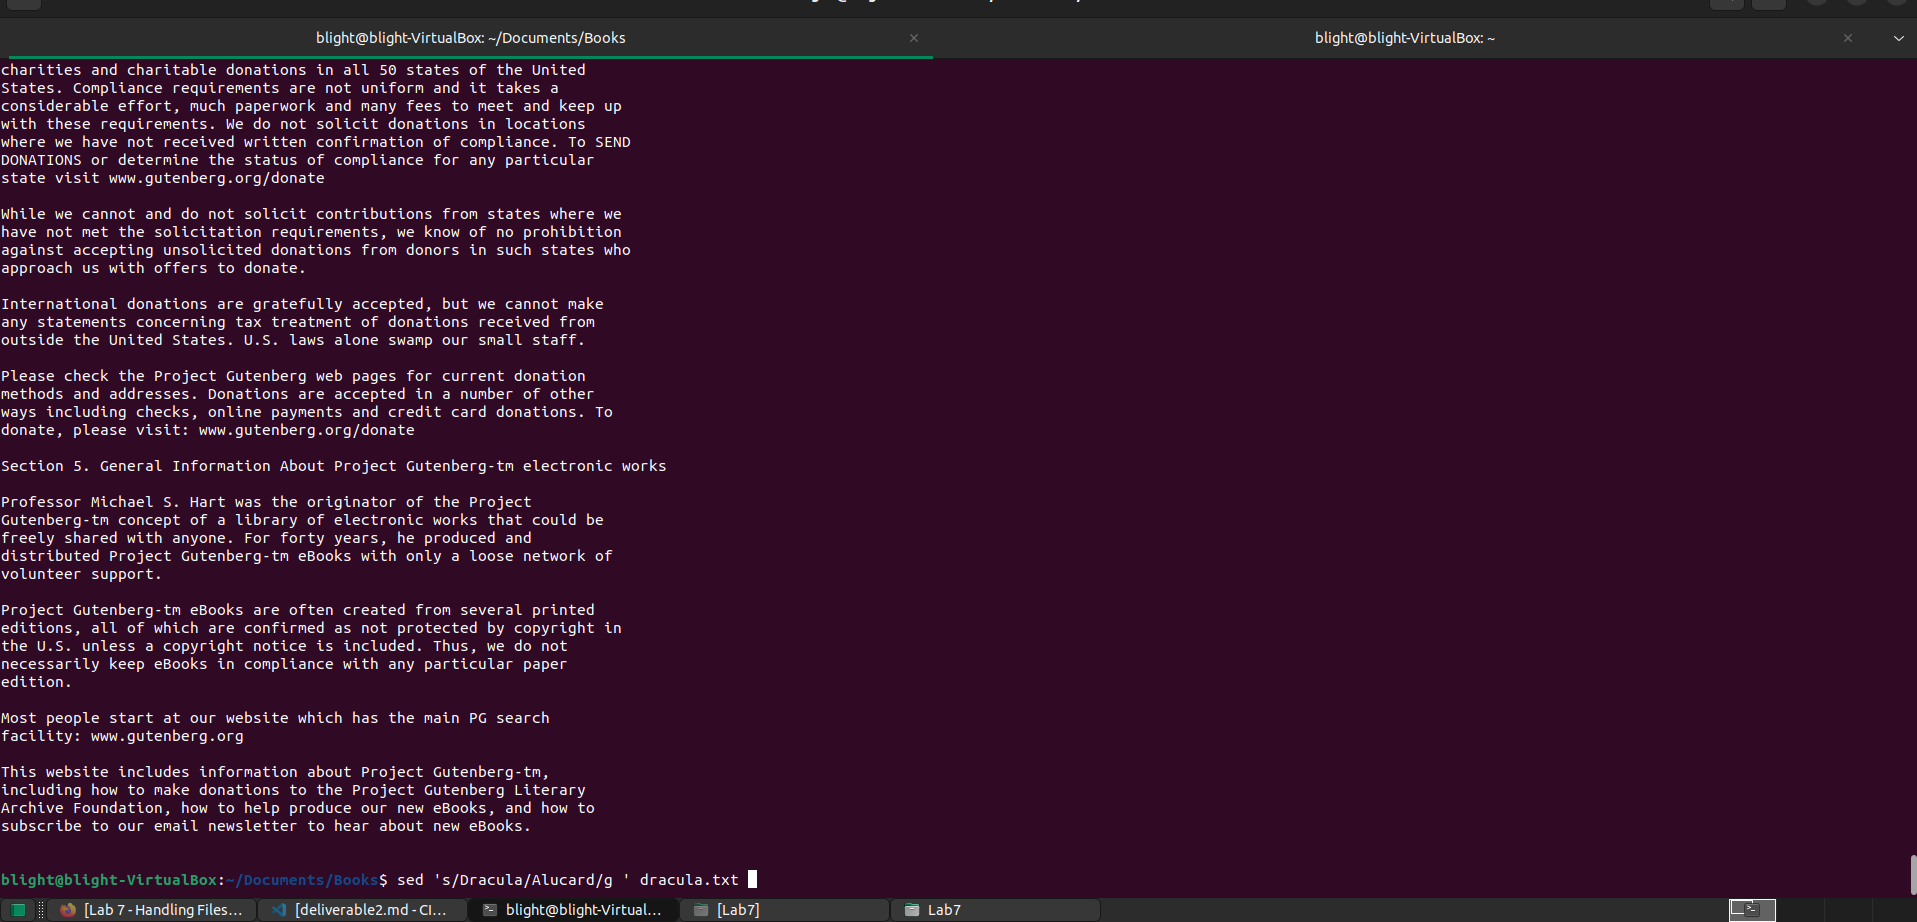 blight@blight-VirtualBox: ~/Documents/Books
blight@blight-VirtualBox: ~
charities and charitable donations in all 50 states of the United
States. Compliance requirements are not uniform and it takes a
considerable effort, much paperwork and many fees to meet and keep up
with these requirements. We do not solicit donations in locations
where we have not received written confirmation of compliance. To SEND
DONATIONS or determine the status of compliance for any particular
state visit www.gutenberg.org/donate
While we cannot and do not solicit contributions from states where we
have not met the solicitation requirements, we know of no prohibition
against accepting unsolicited donations from donors in such states who
approach us with offers to donate.
International donations are gratefully accepted, but we cannot make
any statements concerning tax treatment of donations received from
outside the United States. U.S. laws alone swamp our small staff.
Please check the Project Gutenberg web pages for current donation
methods and addresses. Donations are accepted in a number of other
ways including checks, online payments and credit card donations. To
donate, please visit: www.gutenberg.org/donate
Section 5. General Information About Project Gutenberg-tm electronic works
Professor Michael S. Hart was the originator of the Project
Gutenberg-tm concept of a library of electronic works that could be
freely shared with anyone. For forty years, he produced and
distributed Project Gutenberg-tm eBooks with only a loose network of
volunteer support.
Project Gutenberg-tm eBooks are often created from several printed
editions, all of which are confirmed as not protected by copyright in
the U.S. unless a copyright notice is included. Thus, we do not
necessarily keep eBooks in compliance with any particular paper
edition.
Most people start at our website which has the main PG search
facility: www.gutenberg.org
This website includes information about Project Gutenberg-tm,
including how to make donations to the Project Gutenberg Literary
Archive Foundation, how to help produce our new eBooks, and how to
subscribe to our email newsletter to hear about new eBooks.
blight@blight-VirtualBox:~/Documents/Books$ sed 's/Dracula/Alucard/g ' dracula.txt
[Lab 7 - Handling Files...
[deliverable2.md - CI...
blight@blight-Virtual...
[Lab7]
Lab7